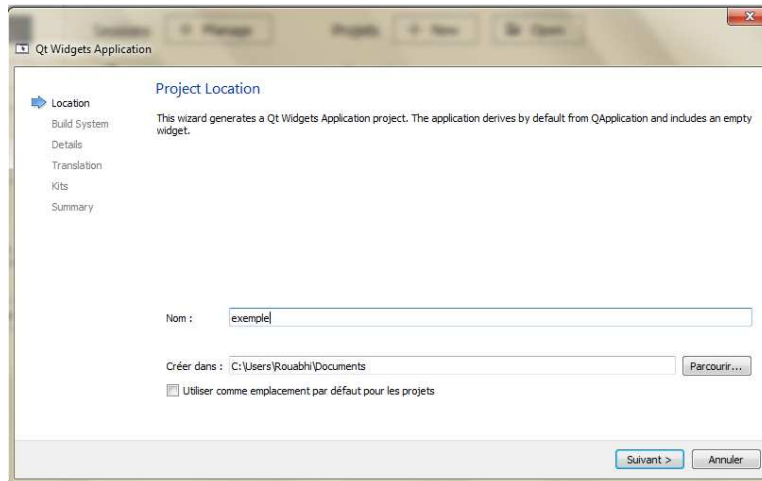 Sessions + Manage Projets + New Open
Qt Widgets Application
Location
Build System
Details
Translation
Kits
Summary
Project Location
This wizard generates a Qt Widgets Application project. The application derives by default from QApplication and includes an empty
widget.
Nom : exemple
Créer dans : C:\Users\Rouabhi\Documents Parcourir...
Utiliser comme emplacement par défaut pour les projets
Suivant > Annuler